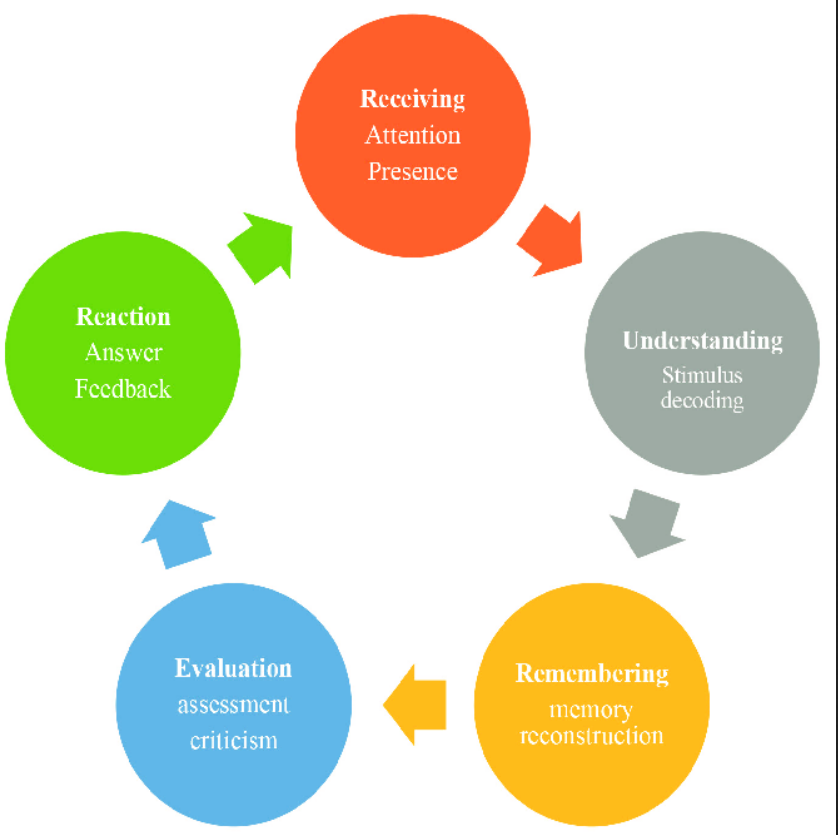 Receiving
Attention
Presence
Understanding
Stimulus
decoding
Remembering
memory
reconstruction
Evaluation
assessment
criticism
Reaction
Answer
Feedback